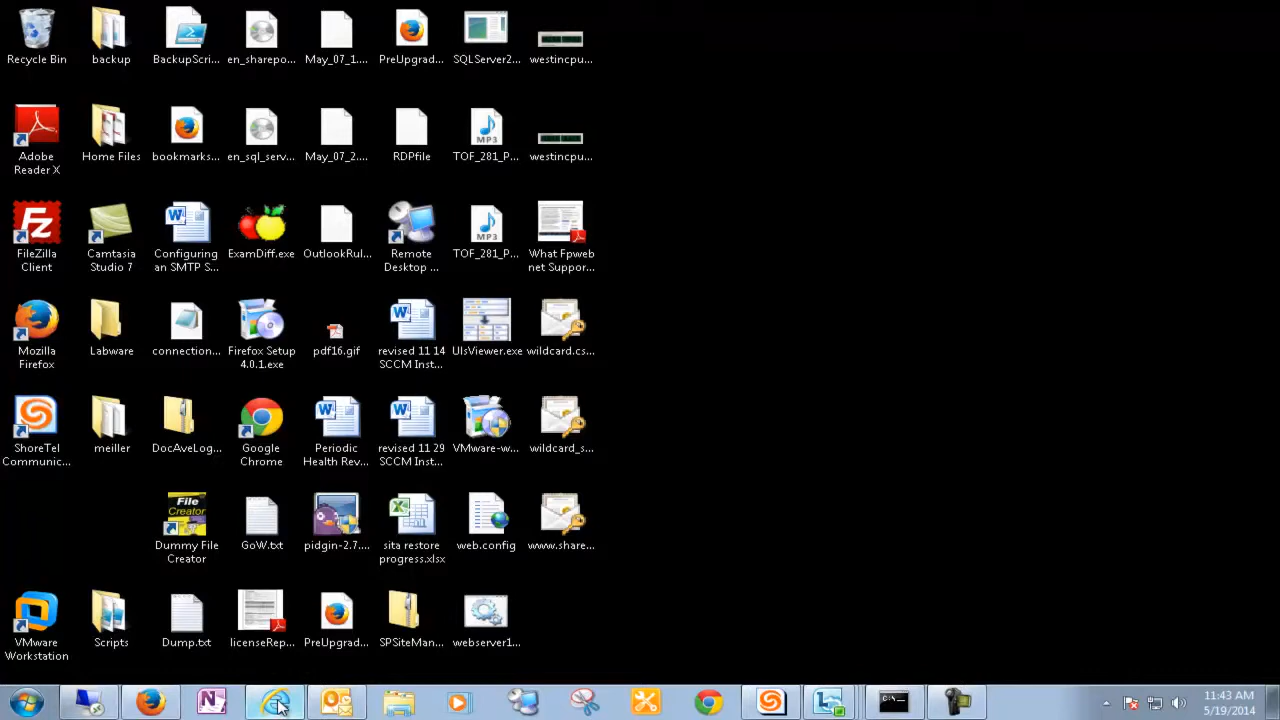 Recycle Bin
backup
BackupScri...
en_sharepo...
May_07_1....
PreUpgrad...
SQLServer2...
westincpu...
Adobe
Reader X
Home Files
bookmarks...
en_sql_serv...
May_07_2....
RDPfile
MP3
TOF_281_P...
westincpu...
FileZilla
Client
Camtasia
Studio 7
Configuring
an SMTP S...
ExamDiff.exe
OutlookRul...
Remote
Desktop ...
MP3
TOF_281_P...
What Fpweb
net Suppor...
Mozilla
Firefox
Labware
connection...
Firefox Setup
4.0.1.exe
pdf16.gif
revised 11 14
SCCM Inst...
UIsViewer.exe
wildcard.cs...
ShoreTel
Communic...
meiller
DocAveLog...
Google
Chrome
Periodic
Health Rev...
revised 11 29
SCCM Inst...
VMware-w...
wildcard_s...
File
Creator
Dummy File
Creator
GoW.txt
pidgin-2.7....
sita restore
progress.xlsx
web.config
www.share...
VMware
Workstation
Scripts
Dump.txt
licenseRep...
PreUpgrad...
SPSiteMan...
webserver1...
11:43 AM
5/19/2014